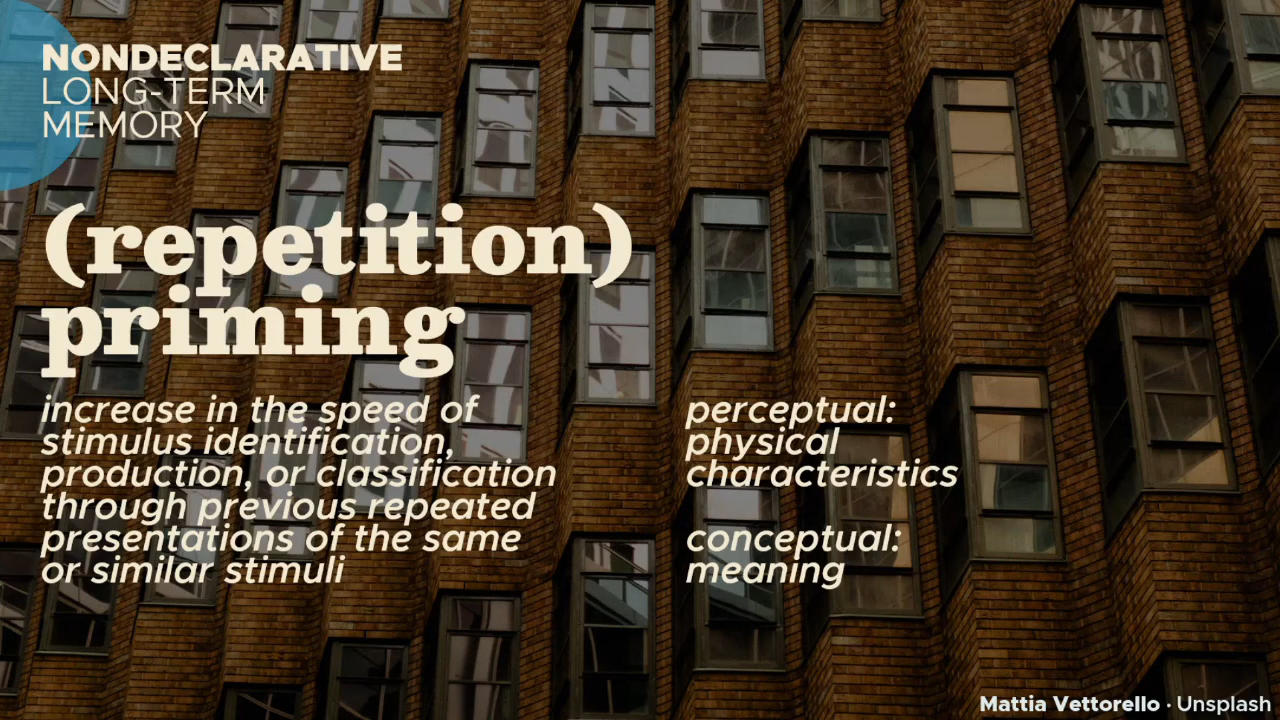 NONDECLARATIVE
LONG-TERM
MEMORY
(repetition)
priming
increase in the speed of
stimulus identification,
production, or classification
through previous repeated
presentations of the same
or similar stimuli
perceptual:
physical
characteristics
conceptual:
meaning
Mattia Vettorello · Unsplash